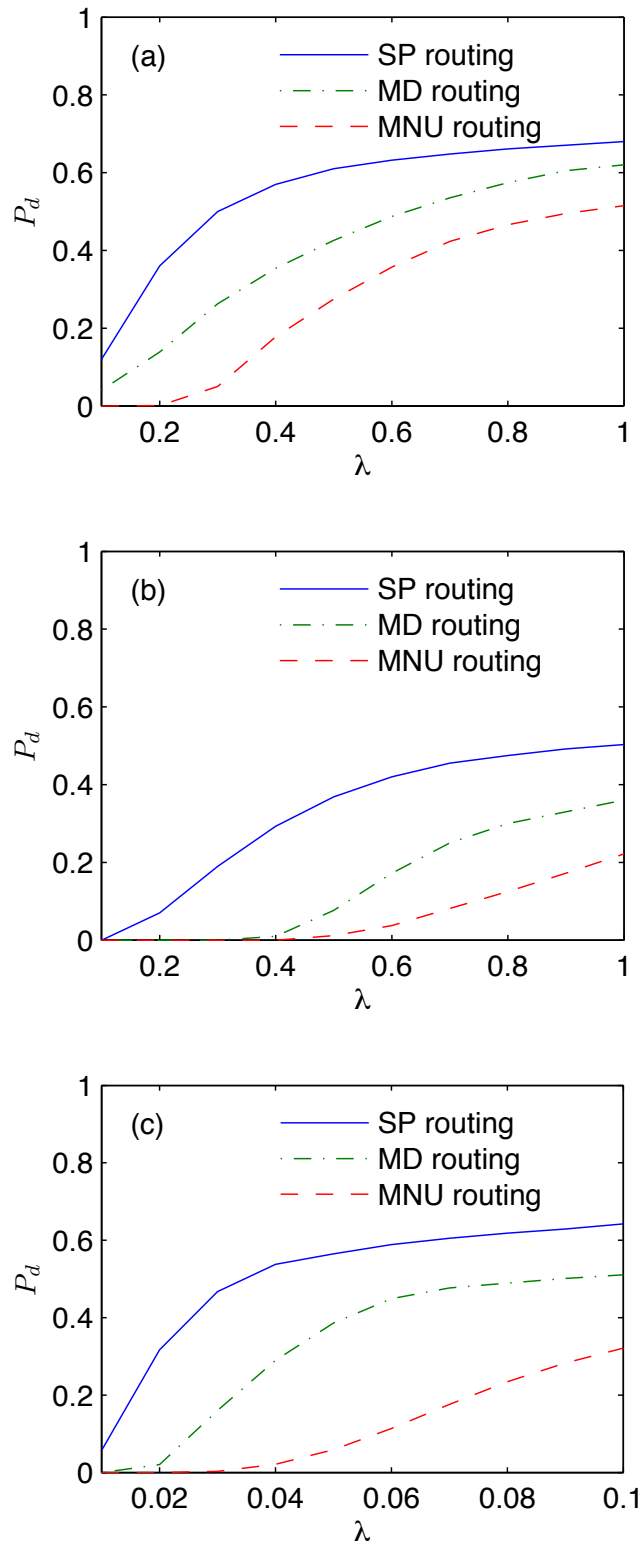 1
(a)
SP routing
0.8
MD routing
MNU routing
0.6
P_d
0.4
0.2
0
0.2 0.4 0.6 0.8 1
λ
1
(b)
SP routing
0.8
MD routing
MNU routing
0.6
P_d
0.4
0.2
0
0.2 0.4 0.6 0.8 1
λ
1
(c)
SP routing
0.8
MD routing
MNU routing
0.6
P_d
0.4
0.2
0
0.02 0.04 0.06 0.08 0.1
λ